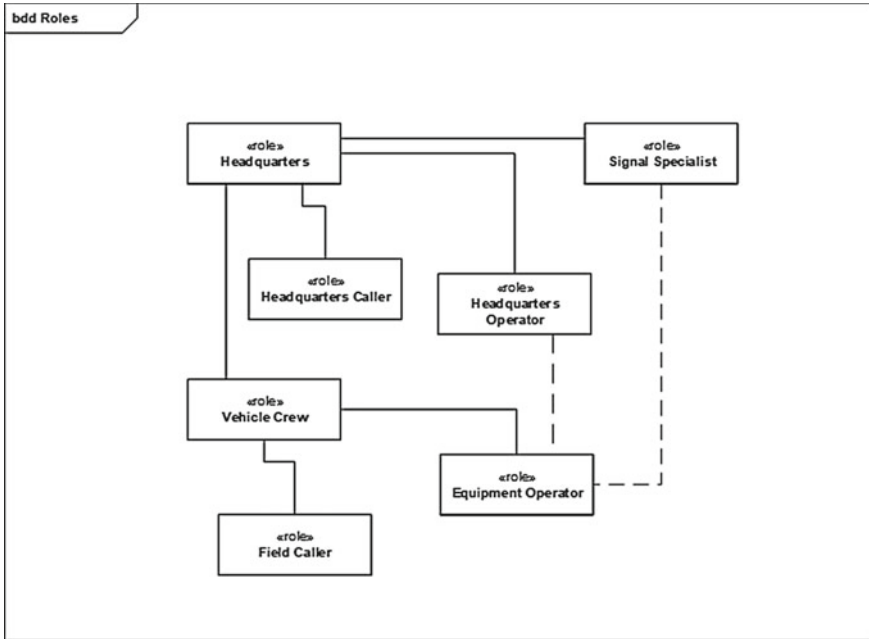 bdd Roles
«role»
Headquarters
«role»
Signal Specialist
«role»
Headquarters Caller
«role»
Headquarters
Operator
«role»
Vehicle Crew
«role»
Equipment Operator
«role»
Field Caller